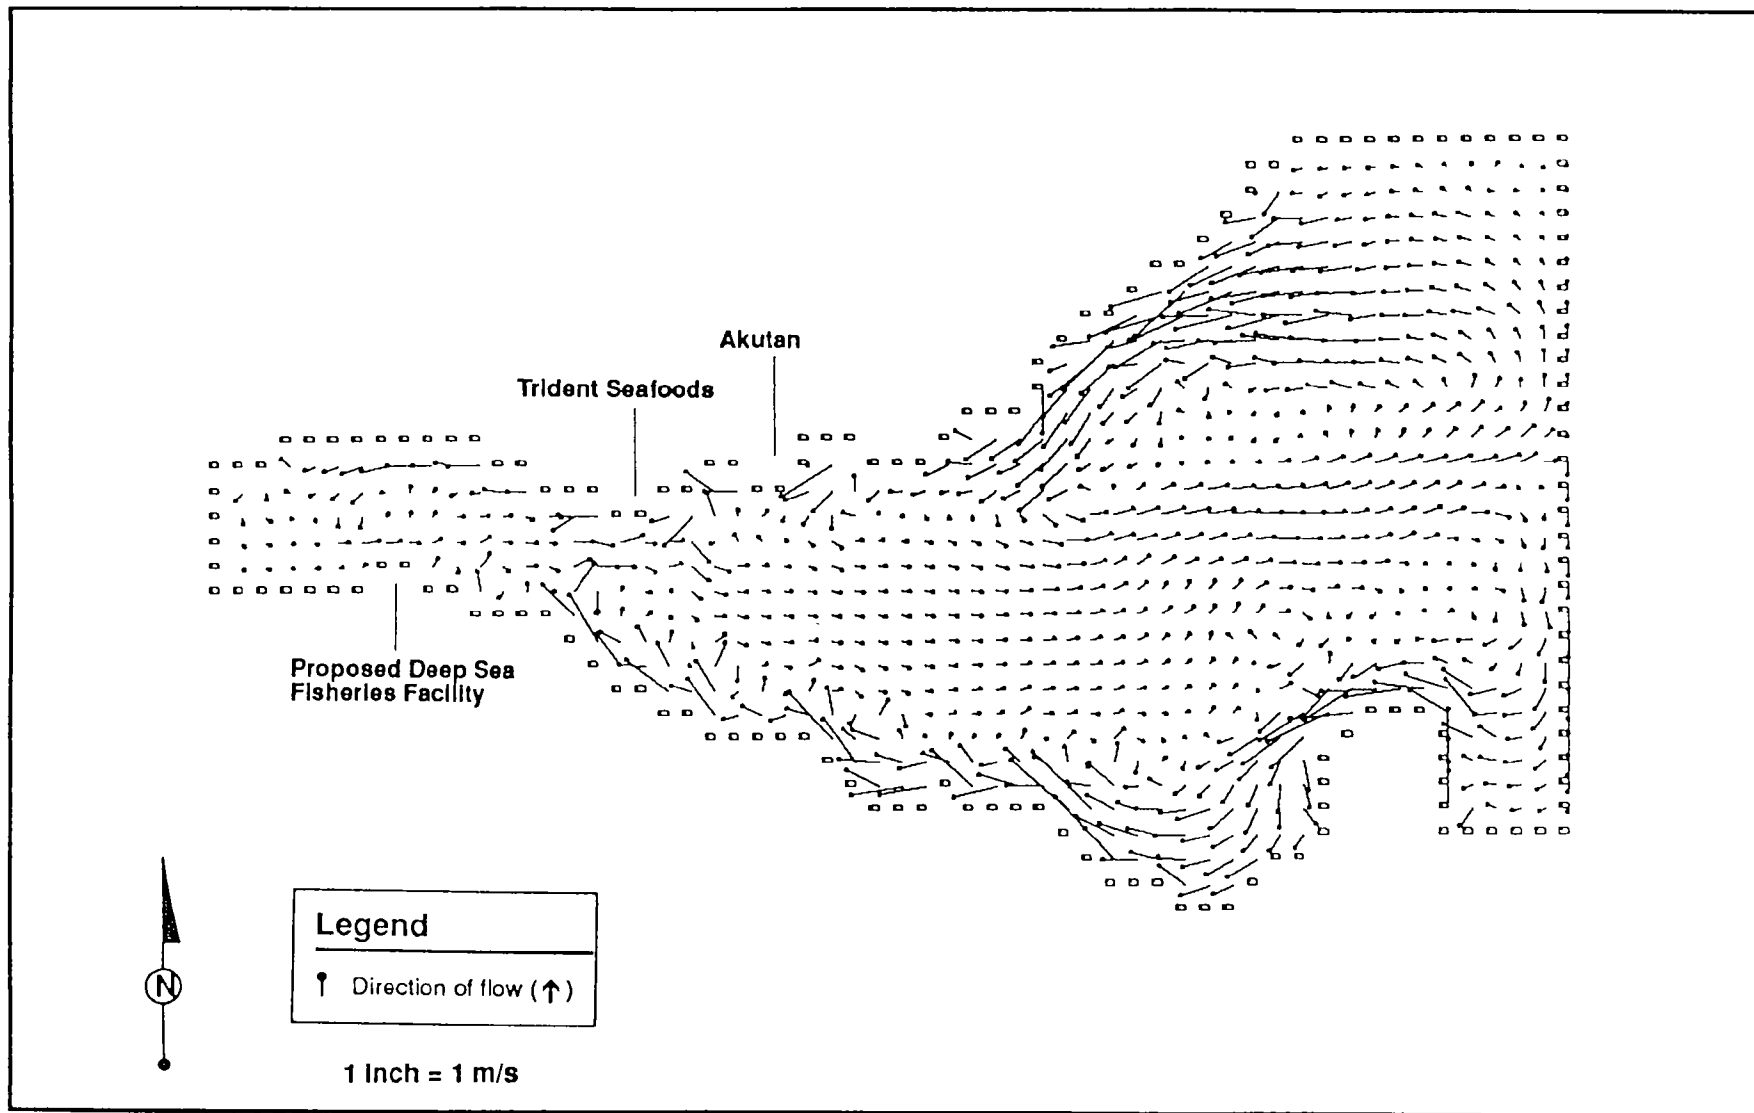 Akutan
Trident Seafoods
Proposed Deep Sea
Fisheries Facility
Legend
Direction of flow (↑)
N
1 Inch = 1 m/s